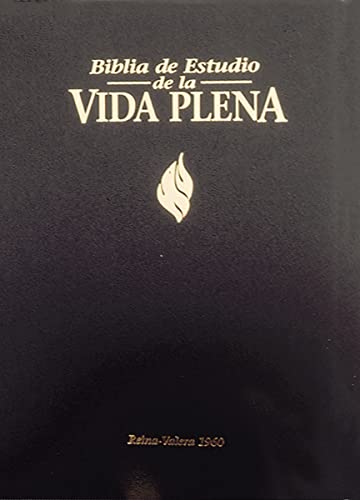 Biblia de Estudio
de la
VIDA PLENA
Reina-Valera 1960